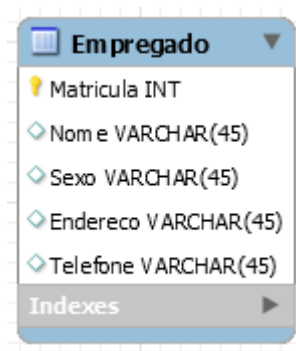 Empregado
Matricula INT
Nome VARCHAR(45)
Sexo VARCHAR(45)
Endereco VARCHAR(45)
Telefone VARCHAR(45)
Indexes